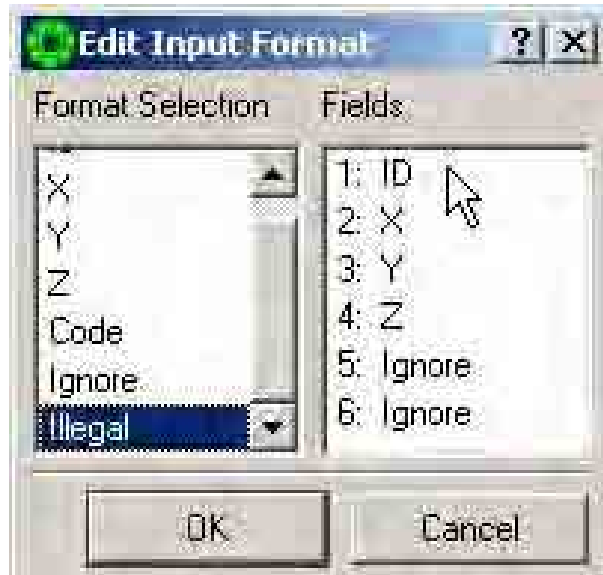 Edit Input Format
Format Selection
X
Y
Z
Code
Ignore
Illegal
Fields
1: ID
2: X
3: Y
4: Z
5: Ignore
6: Ignore
OK
Cancel